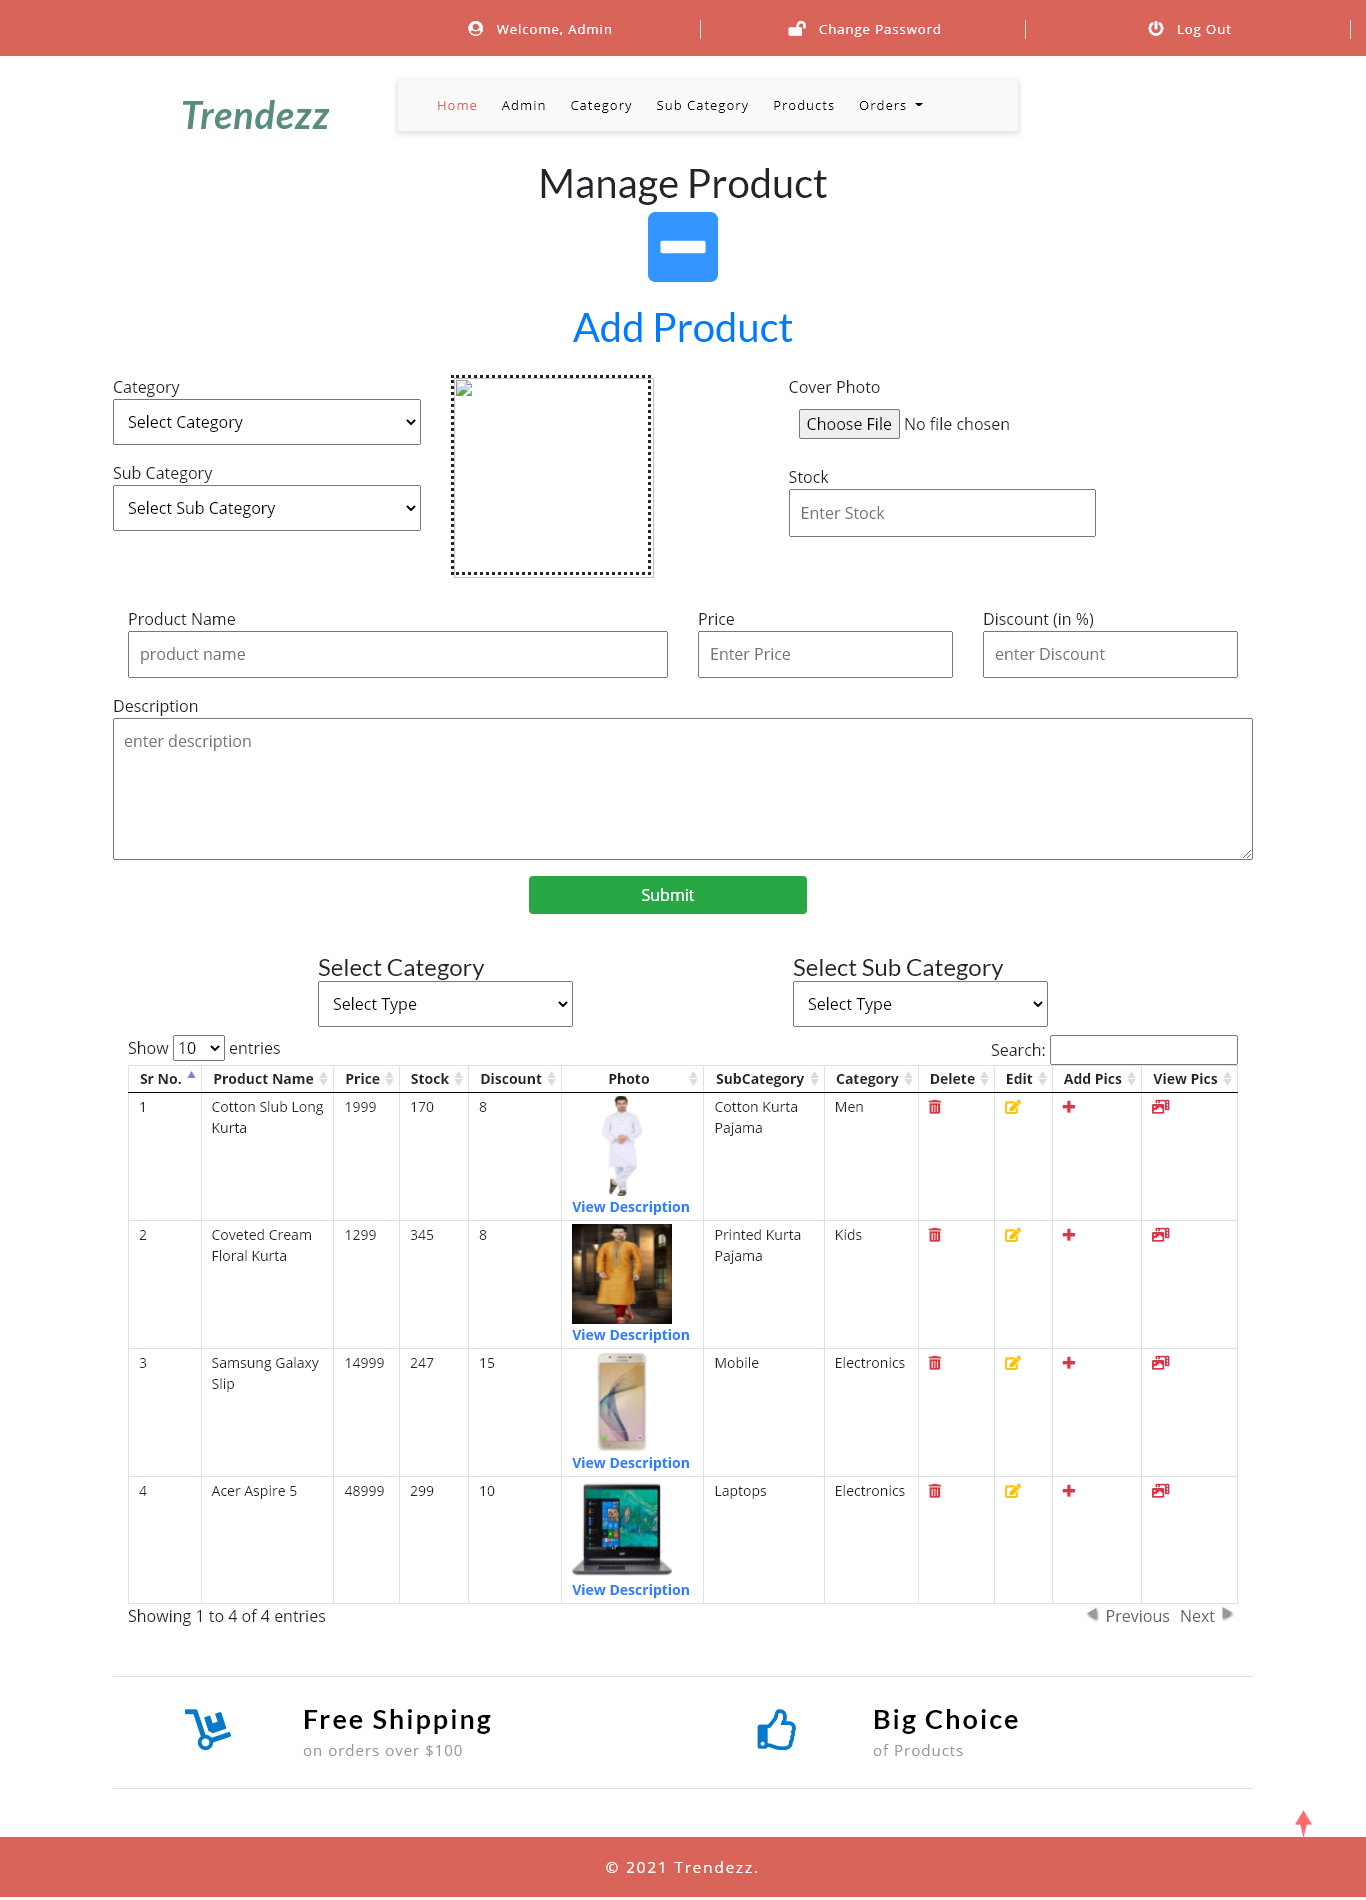 Welcome, Admin
Change Password
Log Out
Trendezz
Home Admin Category Sub Category Products Orders
Manage Product
Add Product
Category
Select Category
Sub Category
Select Sub Category
Cover Photo
Choose File No file chosen
Stock
Enter Stock
Product Name Price Discount (in %)
product name Enter Price enter Discount
Description
enter description
Submit
Select Category Select Sub Category
Select Type Select Type
Show 10 entries Search:
Sr No. Product Name Price Stock Discount Photo SubCategory Category Delete Edit Add Pics View Pics
1 Cotton Slub Long 1999 170 8 Cotton Kurta Men
Kurta Pajama
View Description
2 Coveted Cream 1299 345 8 Printed Kurta Kids
Floral Kurta Pajama
View Description
3 Samsung Galaxy 14999 247 15 Mobile Electronics
Slip
View Description
4 Acer Aspire 5 48999 299 10 Laptops Electronics
View Description
Showing 1 to 4 of 4 entries Previous Next
Free Shipping
on orders over $100
Big Choice
of Products
© 2021 Trendezz.